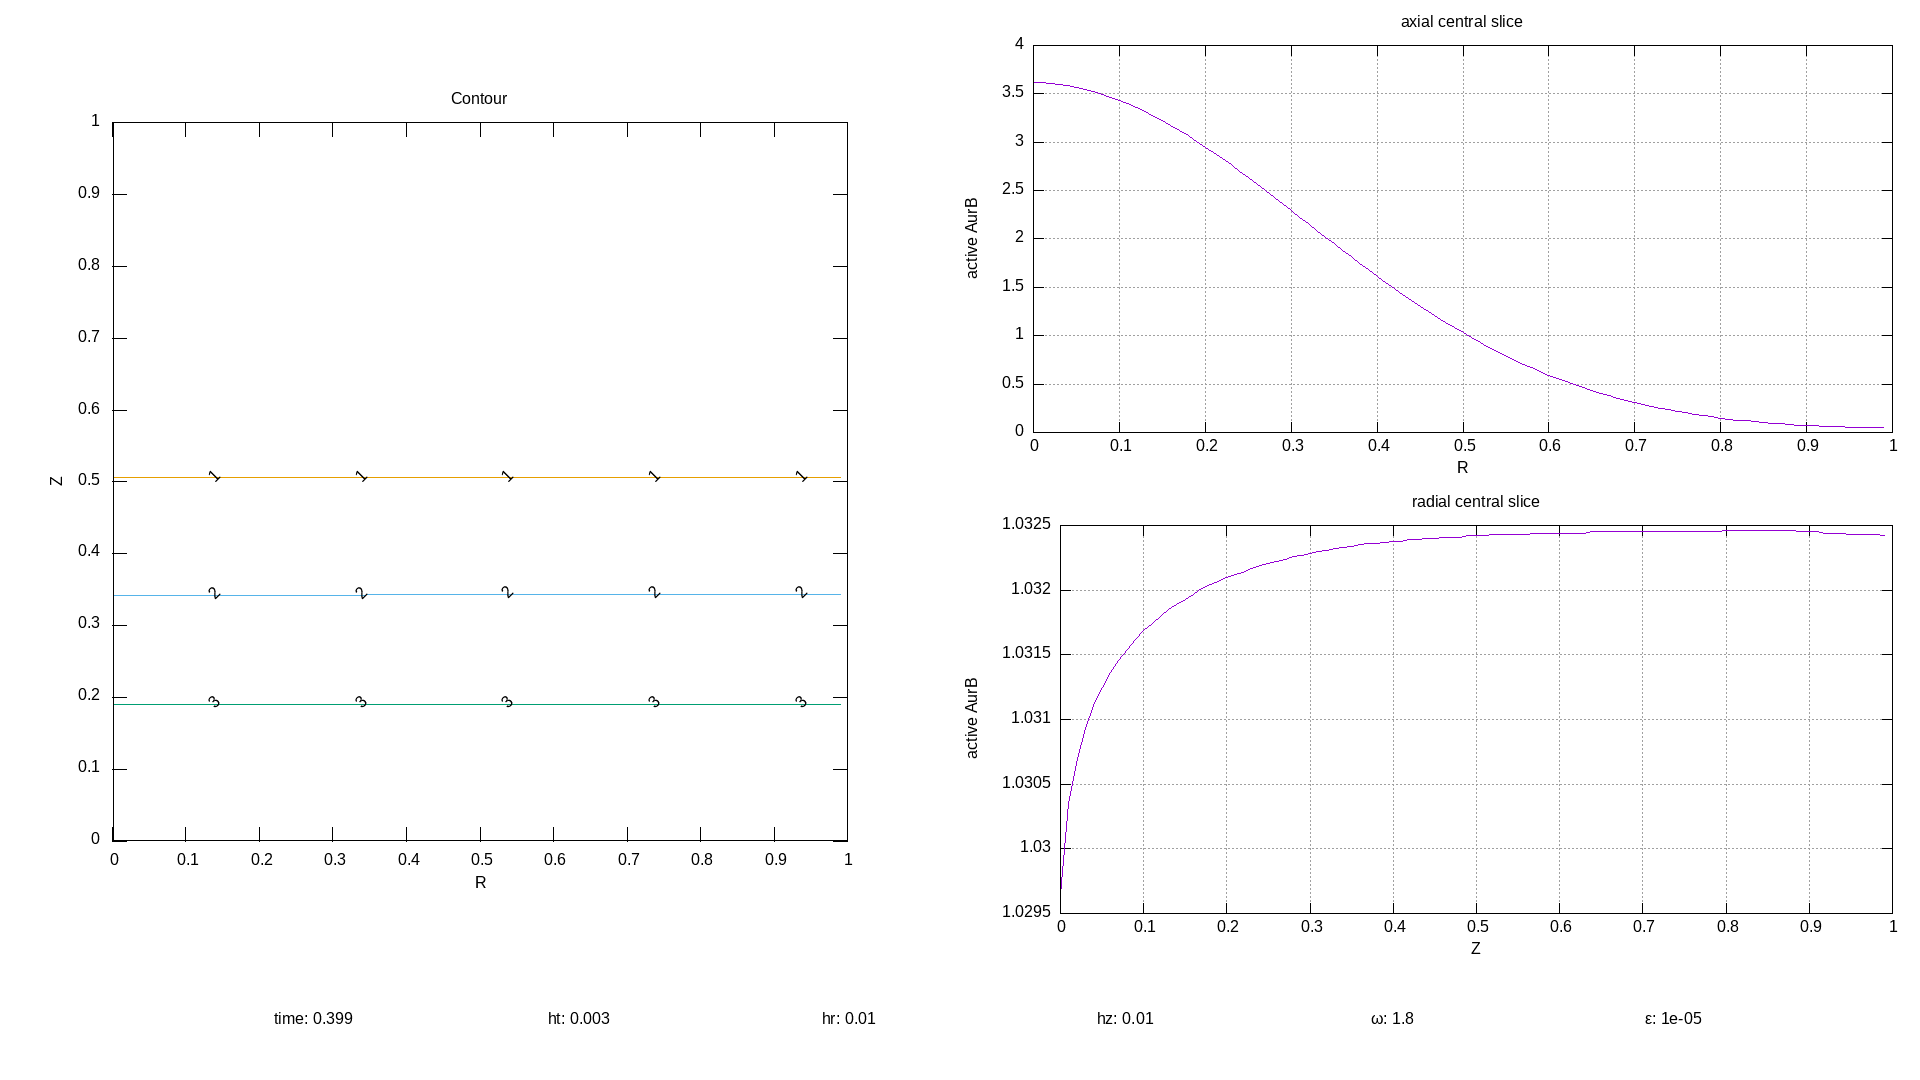 Contour
1
0.9
0.8
0.7
0.6
0.5
0.4
0.3
0.2
0.1
0
Z
1 1 1 1 1
2 2 2 2 2
3 3 3 3 3
0 0.1 0.2 0.3 0.4 0.5 0.6 0.7 0.8 0.9 1
R
axial central slice
4
3.5
3
2.5
2
1.5
1
0.5
0
active AurB
0 0.1 0.2 0.3 0.4 0.5 0.6 0.7 0.8 0.9 1
R
radial central slice
1.0325
1.032
1.0315
1.031
1.0305
1.03
1.0295
active AurB
0 0.1 0.2 0.3 0.4 0.5 0.6 0.7 0.8 0.9 1
Z
time: 0.399 ht: 0.003 hr: 0.01 hz: 0.01 ω: 1.8 ε: 1e-05